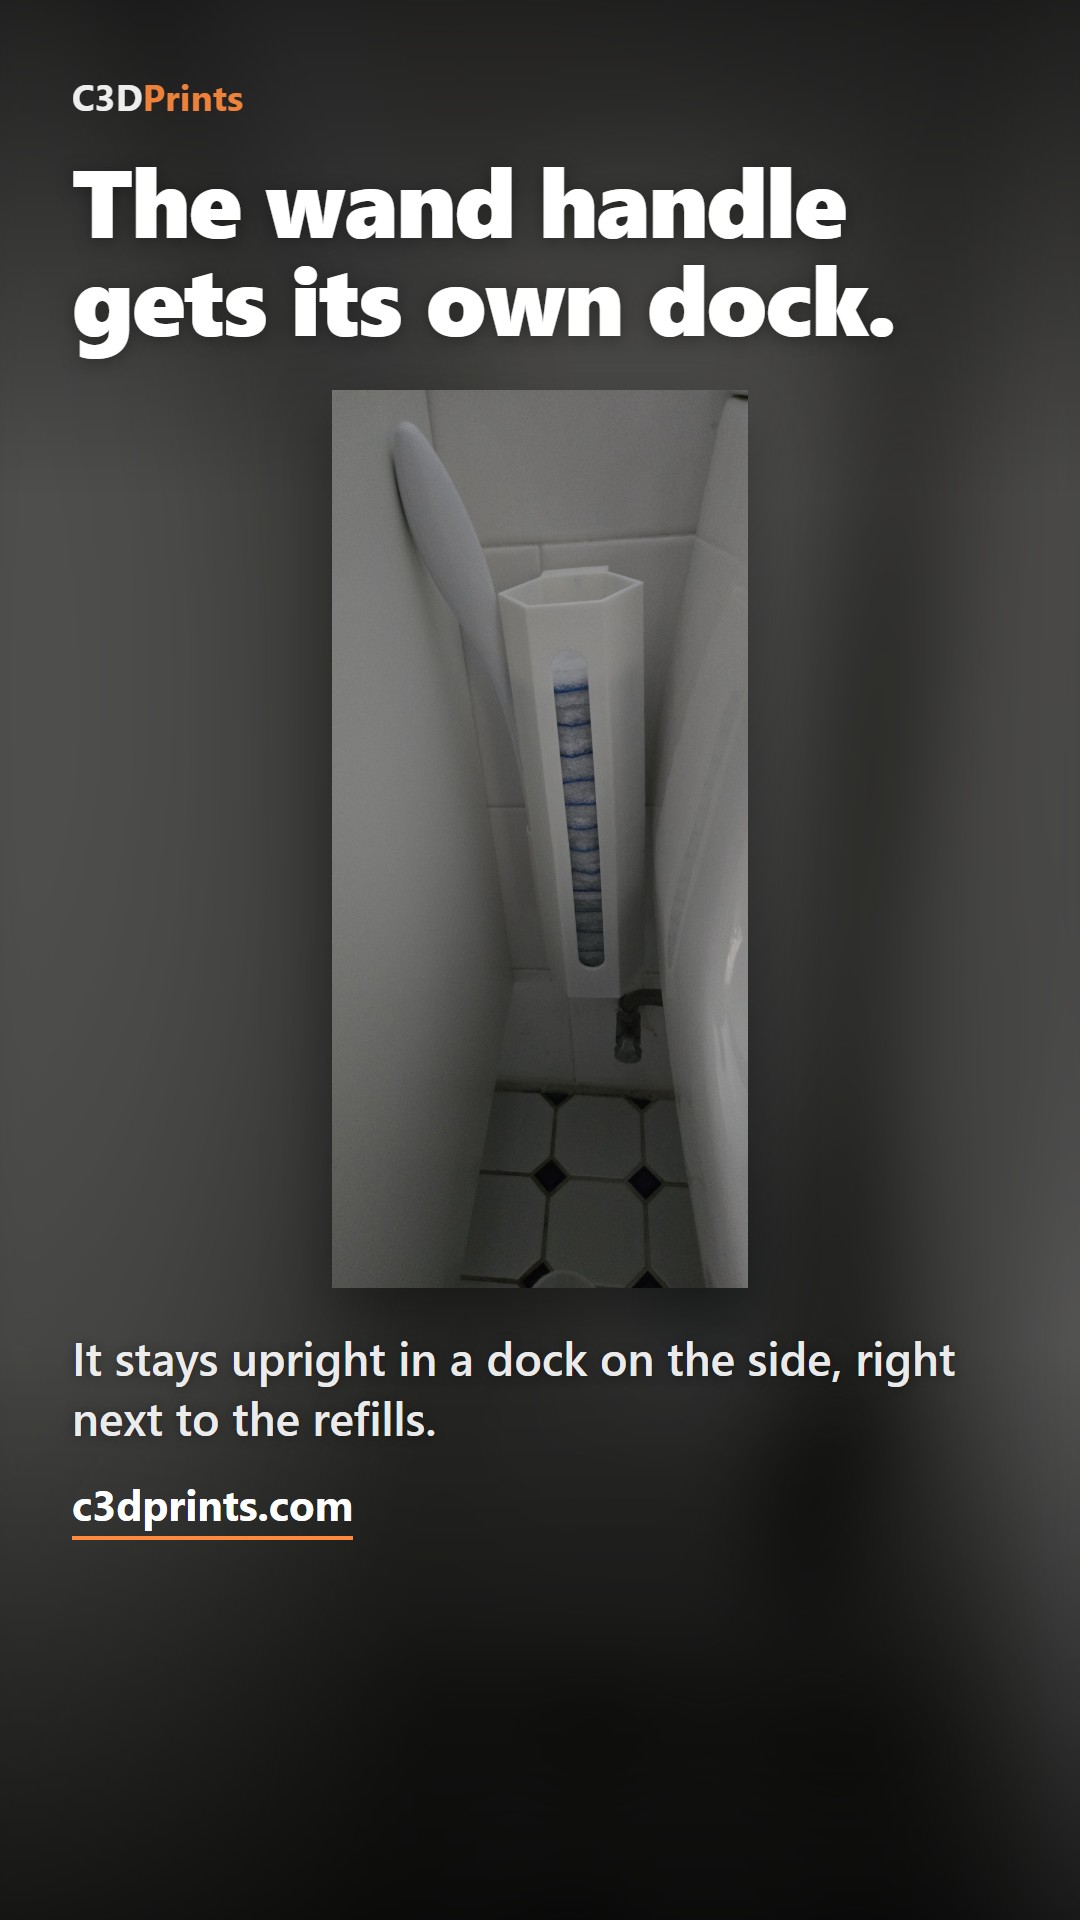 C3DPrints
The wand handle
gets its own dock.
It stays upright in a dock on the side, right
next to the refills.
c3dprints.com